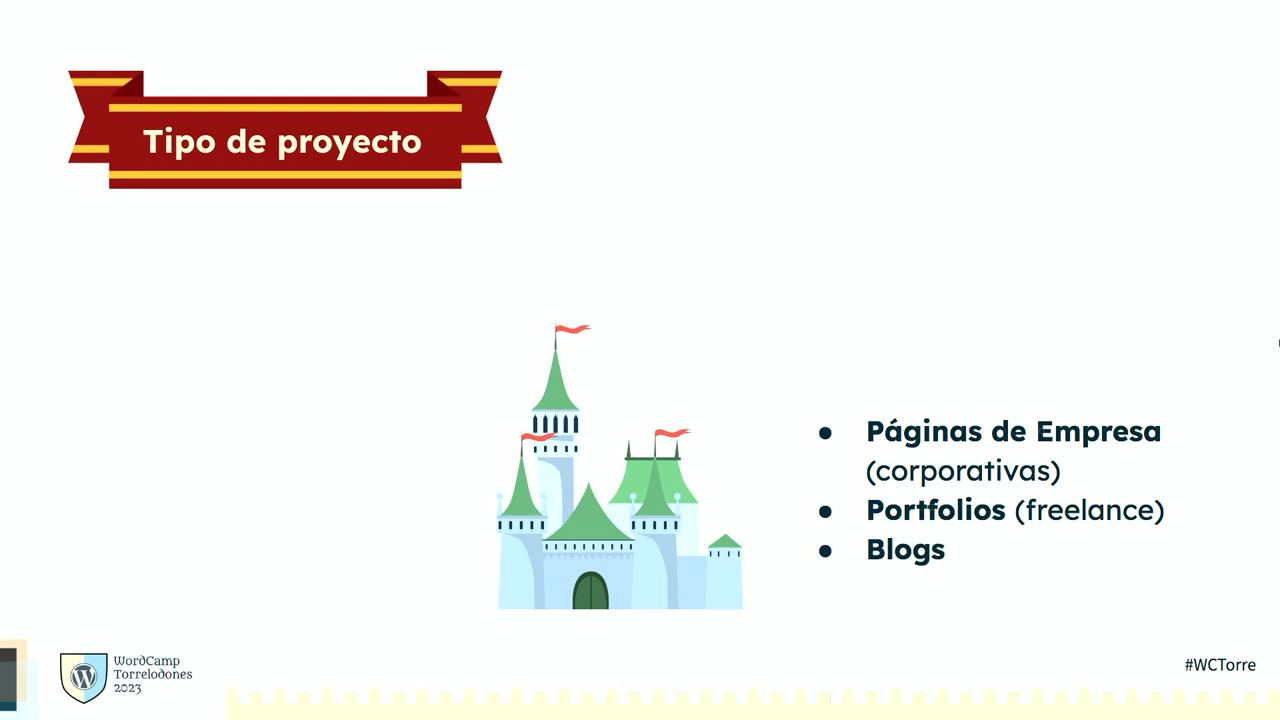 Tipo de proyecto
● Páginas de Empresa
(corporativas)
● Portfolios (freelance)
● Blogs
WordCamp
Torrelodones
2023
#WCTorre